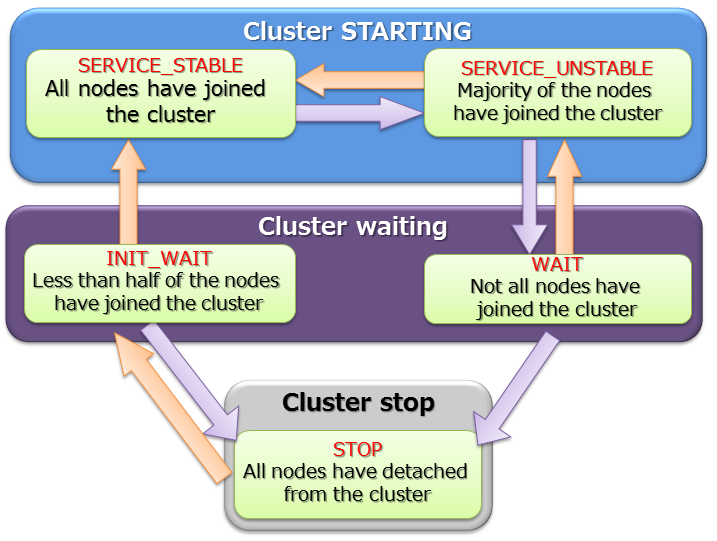 Cluster STARTING
SERVICE_STABLE
All nodes have joined
the cluster
SERVICE_UNSTABLE
Majority of the nodes
have joined the cluster
Cluster waiting
INIT_WAIT
Less than half of the nodes
have joined the cluster
WAIT
Not all nodes have
joined the cluster
Cluster stop
STOP
All nodes have detached
from the cluster